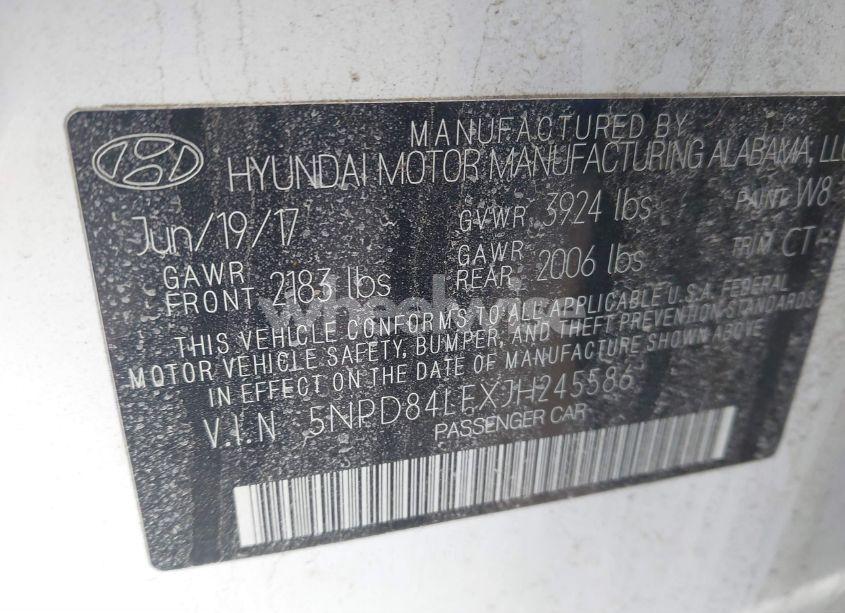 MANUFACTURED BY
HYUNDAI MOTOR MANUFACTURING ALABAMA, LLC
Jun/19/17 GVWR 3924 lbs PAINT W8
GAWR FRONT 2183 lbs GAWR REAR 2006 lbs TRIM CT
THIS VEHICLE CONFORMS TO ALL APPLICABLE U.S.A. FEDERAL
MOTOR VEHICLE SAFETY, BUMPER, AND THEFT PREVENTION STANDARDS
IN EFFECT ON THE DATE OF MANUFACTURE SHOWN ABOVE
V.I.N 5NPD84LFXJH245586
PASSENGER CAR
wheelwise